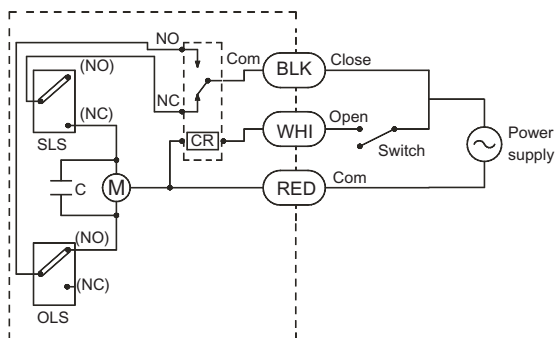 NO
Com
BLK
Close
(NO)
NC
(NC)
SLS
CR
WHI
Open
Switch
Power
supply
C
M
RED
Com
(NO)
(NC)
OLS